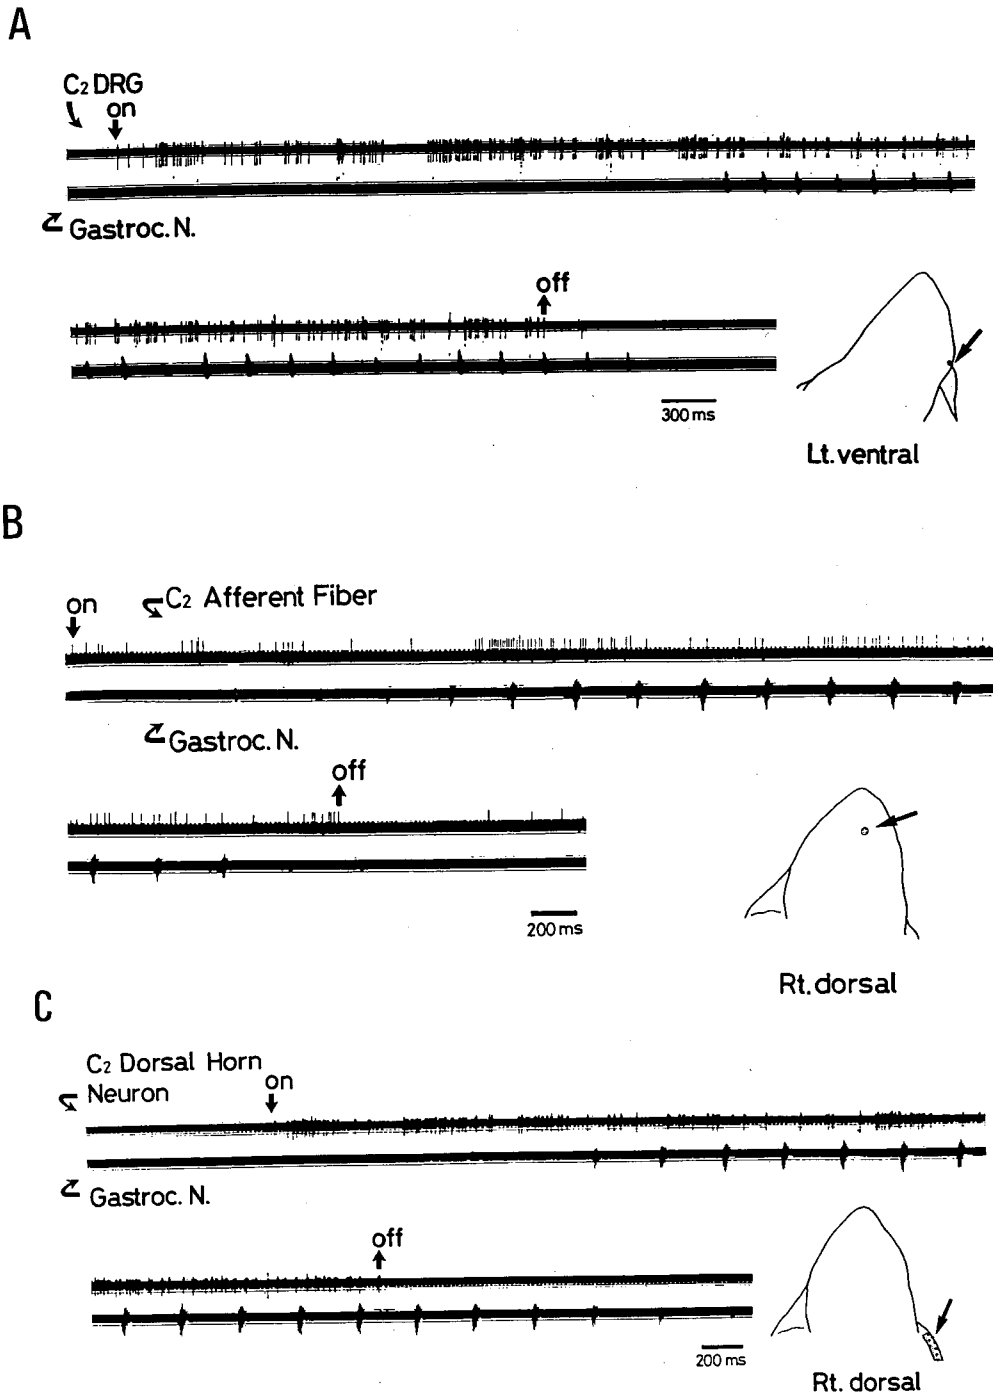 A
C₂ DRG
on
Gastroc. N.
off
300 ms
Lt. ventral
B
on
C₂ Afferent Fiber
Gastroc. N.
off
200 ms
Rt. dorsal
C
C₂ Dorsal Horn
Neuron
on
Gastroc. N.
off
200 ms
Rt. dorsal